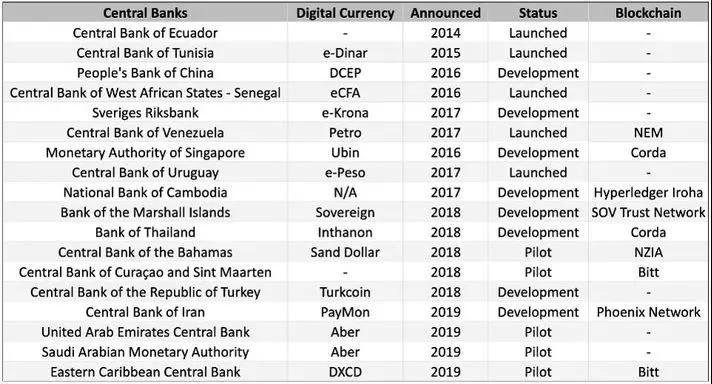 Central Banks Digital Currency Announced Status Blockchain
Central Bank of Ecuador - 2014 Launched -
Central Bank of Tunisia e-Dinar 2015 Launched -
People's Bank of China DCEP 2016 Development -
Central Bank of West African States - Senegal eCFA 2016 Launched -
Sveriges Riksbank e-Krona 2017 Development -
Central Bank of Venezuela Petro 2017 Launched NEM
Monetary Authority of Singapore Ubin 2016 Development Corda
Central Bank of Uruguay e-Peso 2017 Launched -
National Bank of Cambodia N/A 2017 Development Hyperledger Iroha
Bank of the Marshall Islands Sovereign 2018 Development SOV Trust Network
Bank of Thailand Inthanon 2018 Development Corda
Central Bank of the Bahamas Sand Dollar 2018 Pilot NZIA
Central Bank of Curaçao and Sint Maarten - 2018 Pilot Bitt
Central Bank of the Republic of Turkey Turkcoin 2018 Development -
Central Bank of Iran PayMon 2019 Development Phoenix Network
United Arab Emirates Central Bank Aber 2019 Pilot -
Saudi Arabian Monetary Authority Aber 2019 Pilot -
Eastern Caribbean Central Bank DXCD 2019 Pilot Bitt